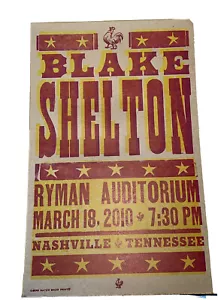 BLAKE
SHELTON
RYMAN AUDITORIUM
MARCH 18, 2010 7:30 PM
NASHVILLE TENNESSEE